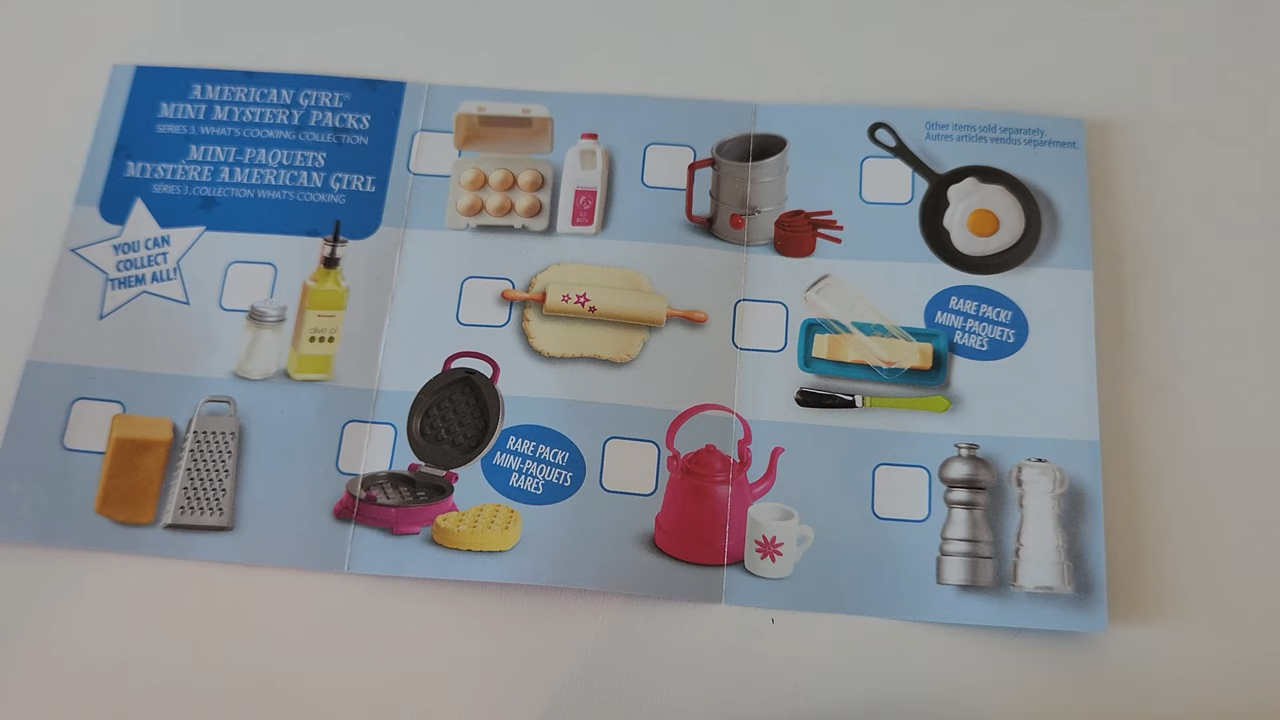 AMERICAN GIRL®
MINI MYSTERY PACKS
SERIES 3, WHAT'S COOKING COLLECTION
MINI-PAQUETS
MYSTÈRE AMERICAN GIRL
SÉRIES 3, COLLECTION WHAT'S COOKING
YOU CAN
COLLECT
THEM ALL!
Other items sold separately.
Autres articles vendus séparément.
olive oil
RARE PACK!
MINI-PAQUETS
RARES
RARE PACK!
MINI-PAQUETS
RARES